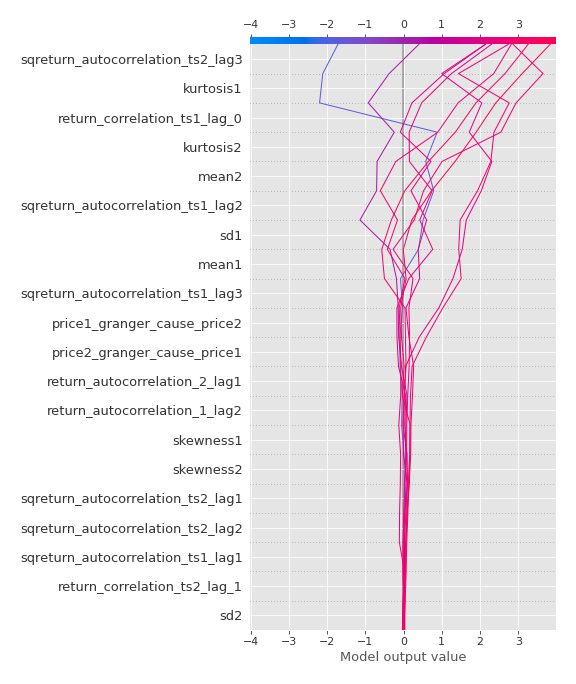 −4 −3 −2 −1 0 1 2 3
sqreturn_autocorrelation_ts2_lag3
kurtosis1
return_correlation_ts1_lag_0
kurtosis2
mean2
sqreturn_autocorrelation_ts1_lag2
sd1
mean1
sqreturn_autocorrelation_ts1_lag3
price1_granger_cause_price2
price2_granger_cause_price1
return_autocorrelation_2_lag1
return_autocorrelation_1_lag2
skewness1
skewness2
sqreturn_autocorrelation_ts2_lag1
sqreturn_autocorrelation_ts2_lag2
sqreturn_autocorrelation_ts1_lag1
return_correlation_ts2_lag_1
sd2
−4 −3 −2 −1 0 1 2 3
Model output value